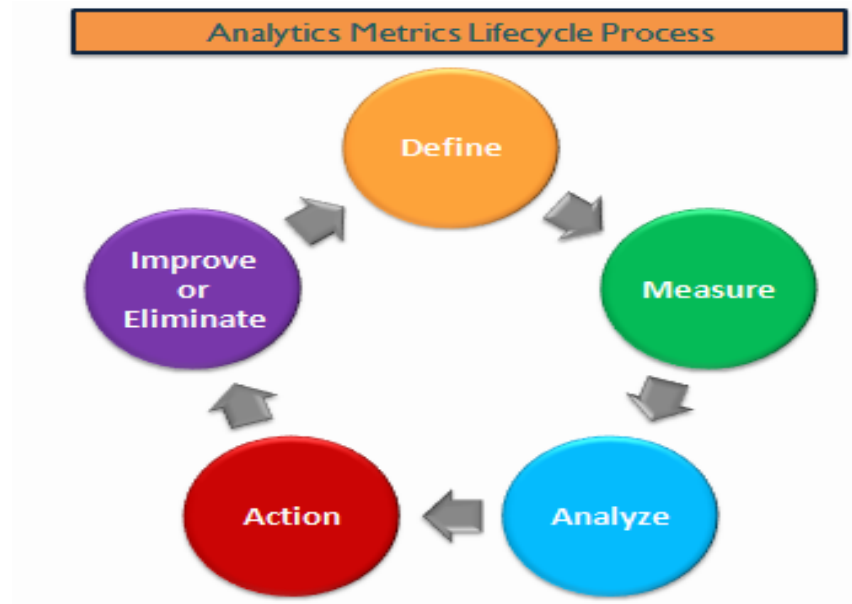 Analytics Metrics Lifecycle Process
Define
Measure
Analyze
Action
Improve
or
Eliminate